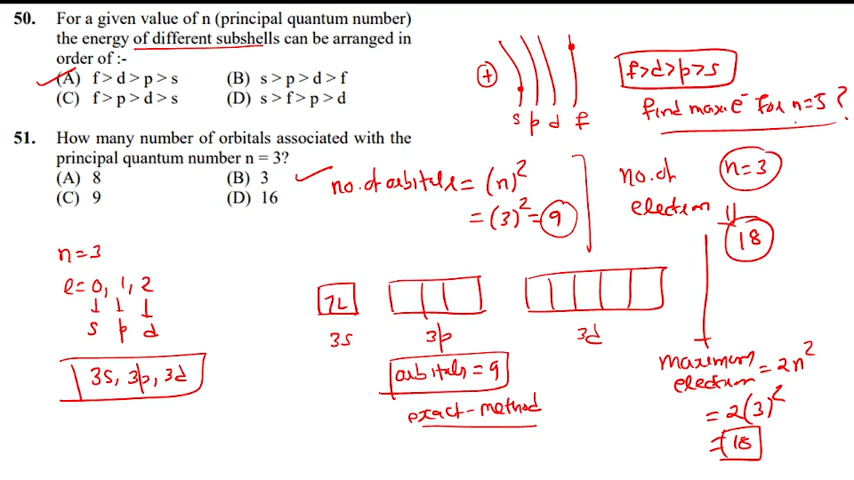 50. For a given value of n (principal quantum number)
the energy of different subshells can be arranged in
order of :-
(A) f > d > p > s (B) s > p > d > f
(C) f > p > d > s (D) s > f > p > d
51. How many number of orbitals associated with the
principal quantum number n = 3?
(A) 8 (B) 3
(C) 9 (D) 16
+
s p d f
f>d>p>s
find max. e⁻ for n=5 ?
no. of orbitals = (n)²
= (3)² = 9
no. of
electron
n=3
18
n=3
l= 0, 1, 2
s p d
3s, 3p, 3d
1L
3s 3p 3d
orbitals = 9
exact-method
maximum
electron = 2n²
= 2(3)²
= 18